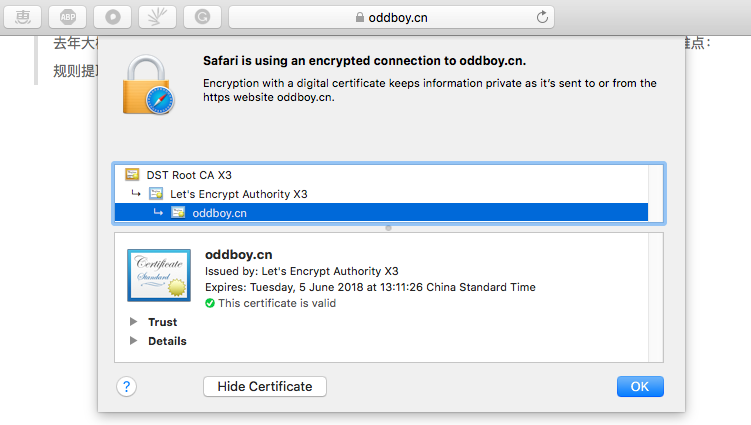 惠
ABP
G
oddboy.cn
去年大
难点：
规则提
Safari is using an encrypted connection to oddboy.cn.
Encryption with a digital certificate keeps information private as it’s sent to or from the
https website oddboy.cn.
DST Root CA X3
Let's Encrypt Authority X3
oddboy.cn
Certificate
Standard
oddboy.cn
Issued by: Let's Encrypt Authority X3
Expires: Tuesday, 5 June 2018 at 13:11:26 China Standard Time
This certificate is valid
Trust
Details
?
Hide Certificate
OK